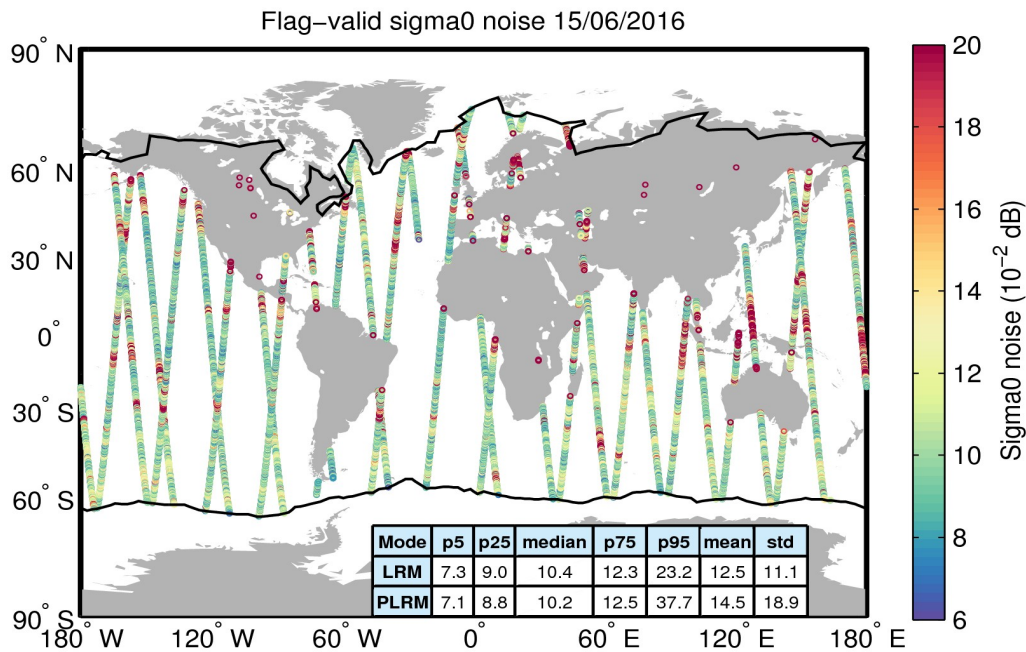 Flag−valid sigma0 noise 15/06/2016
90° N
60° N
30° N
0°
30° S
60° S
90° S
180° W 120° W 60° W 0° 60° E 120° E 180° E
Mode p5 p25 median p75 p95 mean std
LRM 7.3 9.0 10.4 12.3 23.2 12.5 11.1
PLRM 7.1 8.8 10.2 12.5 37.7 14.5 18.9
20
18
16
14
12
10
8
6
Sigma0 noise (10⁻² dB)